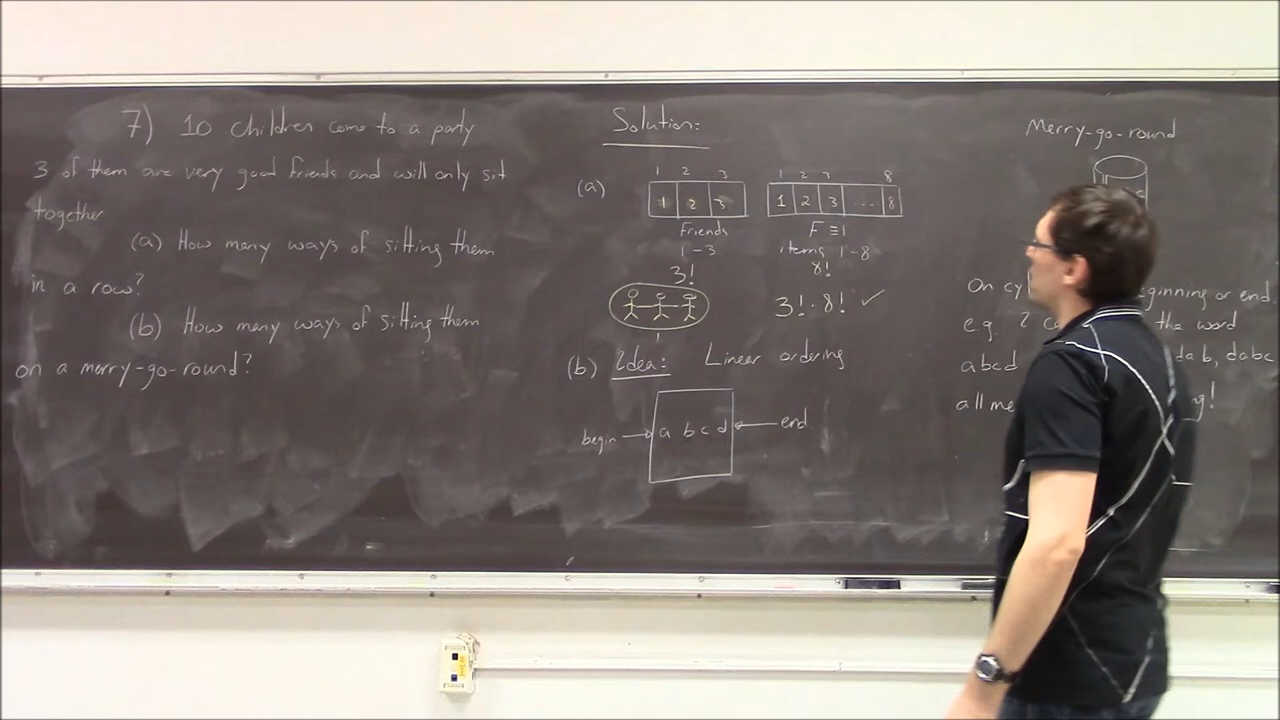 7) 10 children come to a party
3 of them are very good friends and will only sit
together
(a) How many ways of sitting them
in a row?
(b) How many ways of sitting them
on a merry-go-round?
Solution:
(a)
1 2 3
1 2 3
Friends
1-3
3!
1
1 2 3 8
1 2 3 ... 8
F ≡ 1
items 1-8
8!
3! · 8! ✓
(b) Idea: Linear ordering
begin → a b c d ← end
Merry-go-round
On cy ginning or end
e.g. the word
abcd dab, dabc
all me g!